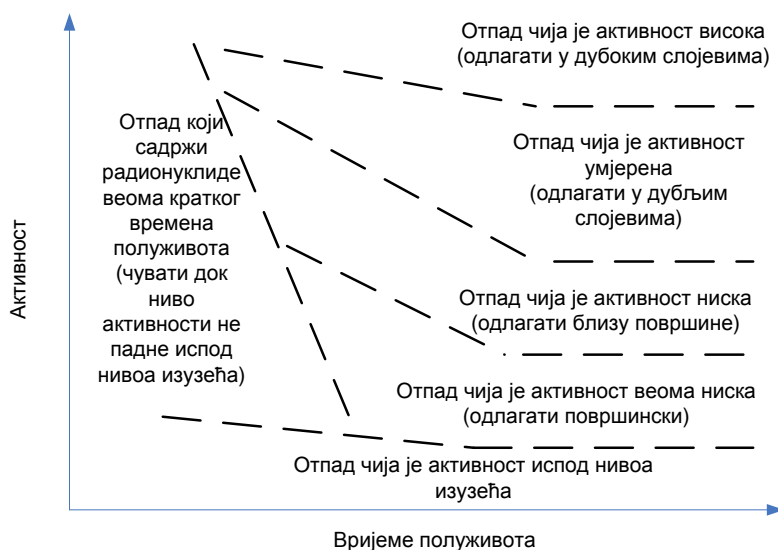 Отпад чија је активност висока
(одлагати у дубоким слојевима)
Отпад који
садржи
радионуклиде
веома кратког
времена
полуживота
(чувати док
ниво
активности не
падне испод
нивоа изузећа)
Отпад чија је активност
умјерена
(одлагати у дубљим
слојевима)
Активност
Отпад чија је активност ниска
(одлагати близу површине)
Отпад чија је активност веома ниска
(одлагати површински)
Отпад чија је активност испод нивоа
изузећа
Вријеме полуживота